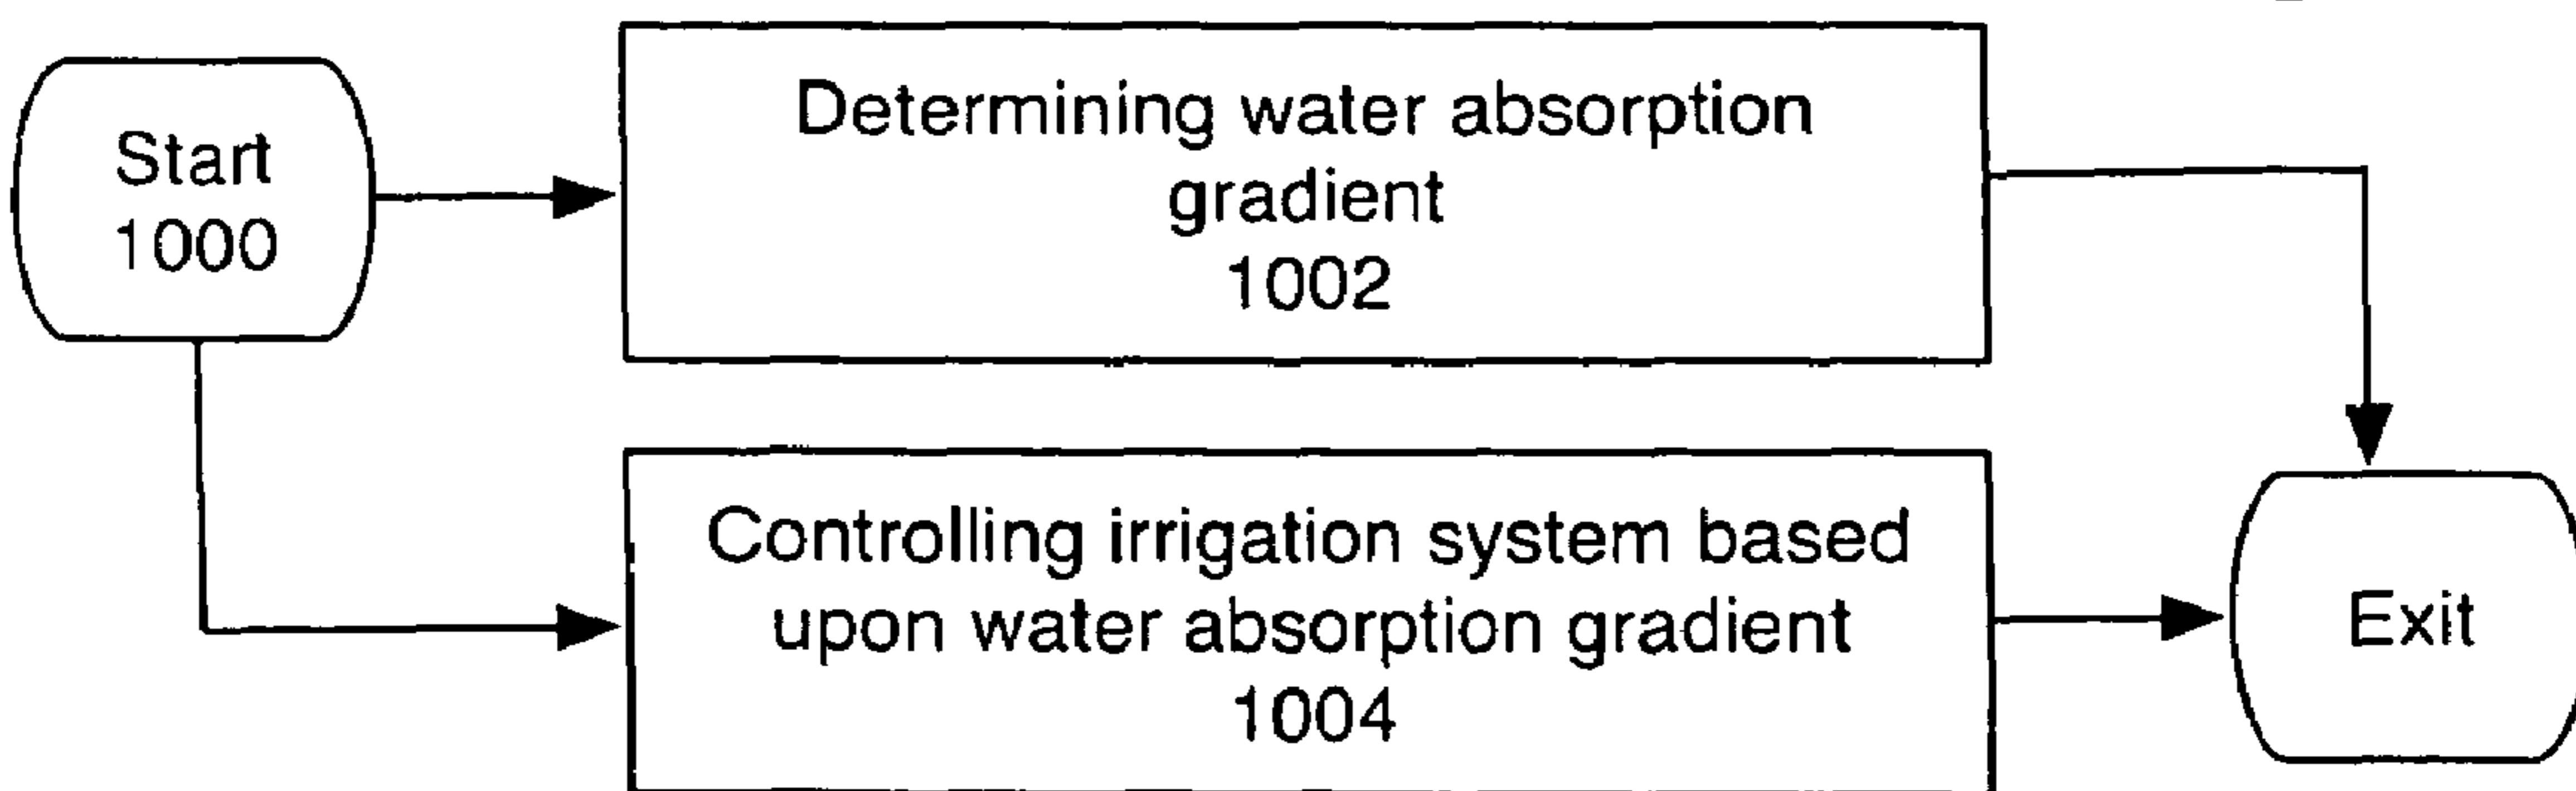 Start
1000
Determining water absorption
gradient
1002
Controlling irrigation system based
upon water absorption gradient
1004
Exit